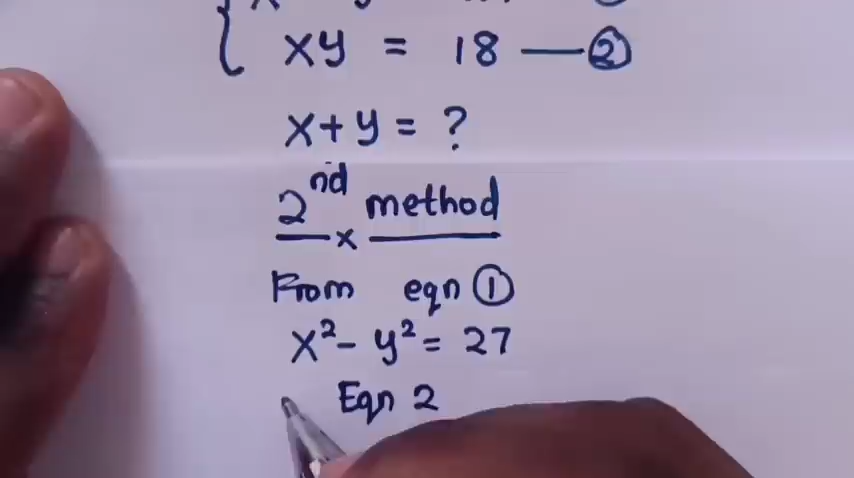 xy = 18 — ②
x+y = ?
2nd method
From eqn ①
x² - y² = 27
Eqn 2